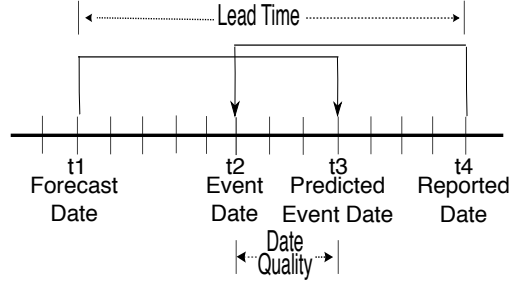 Lead Time
t1 t2 t3 t4
Forecast Event Predicted Reported
Date Date Event Date Date
Date
Quality